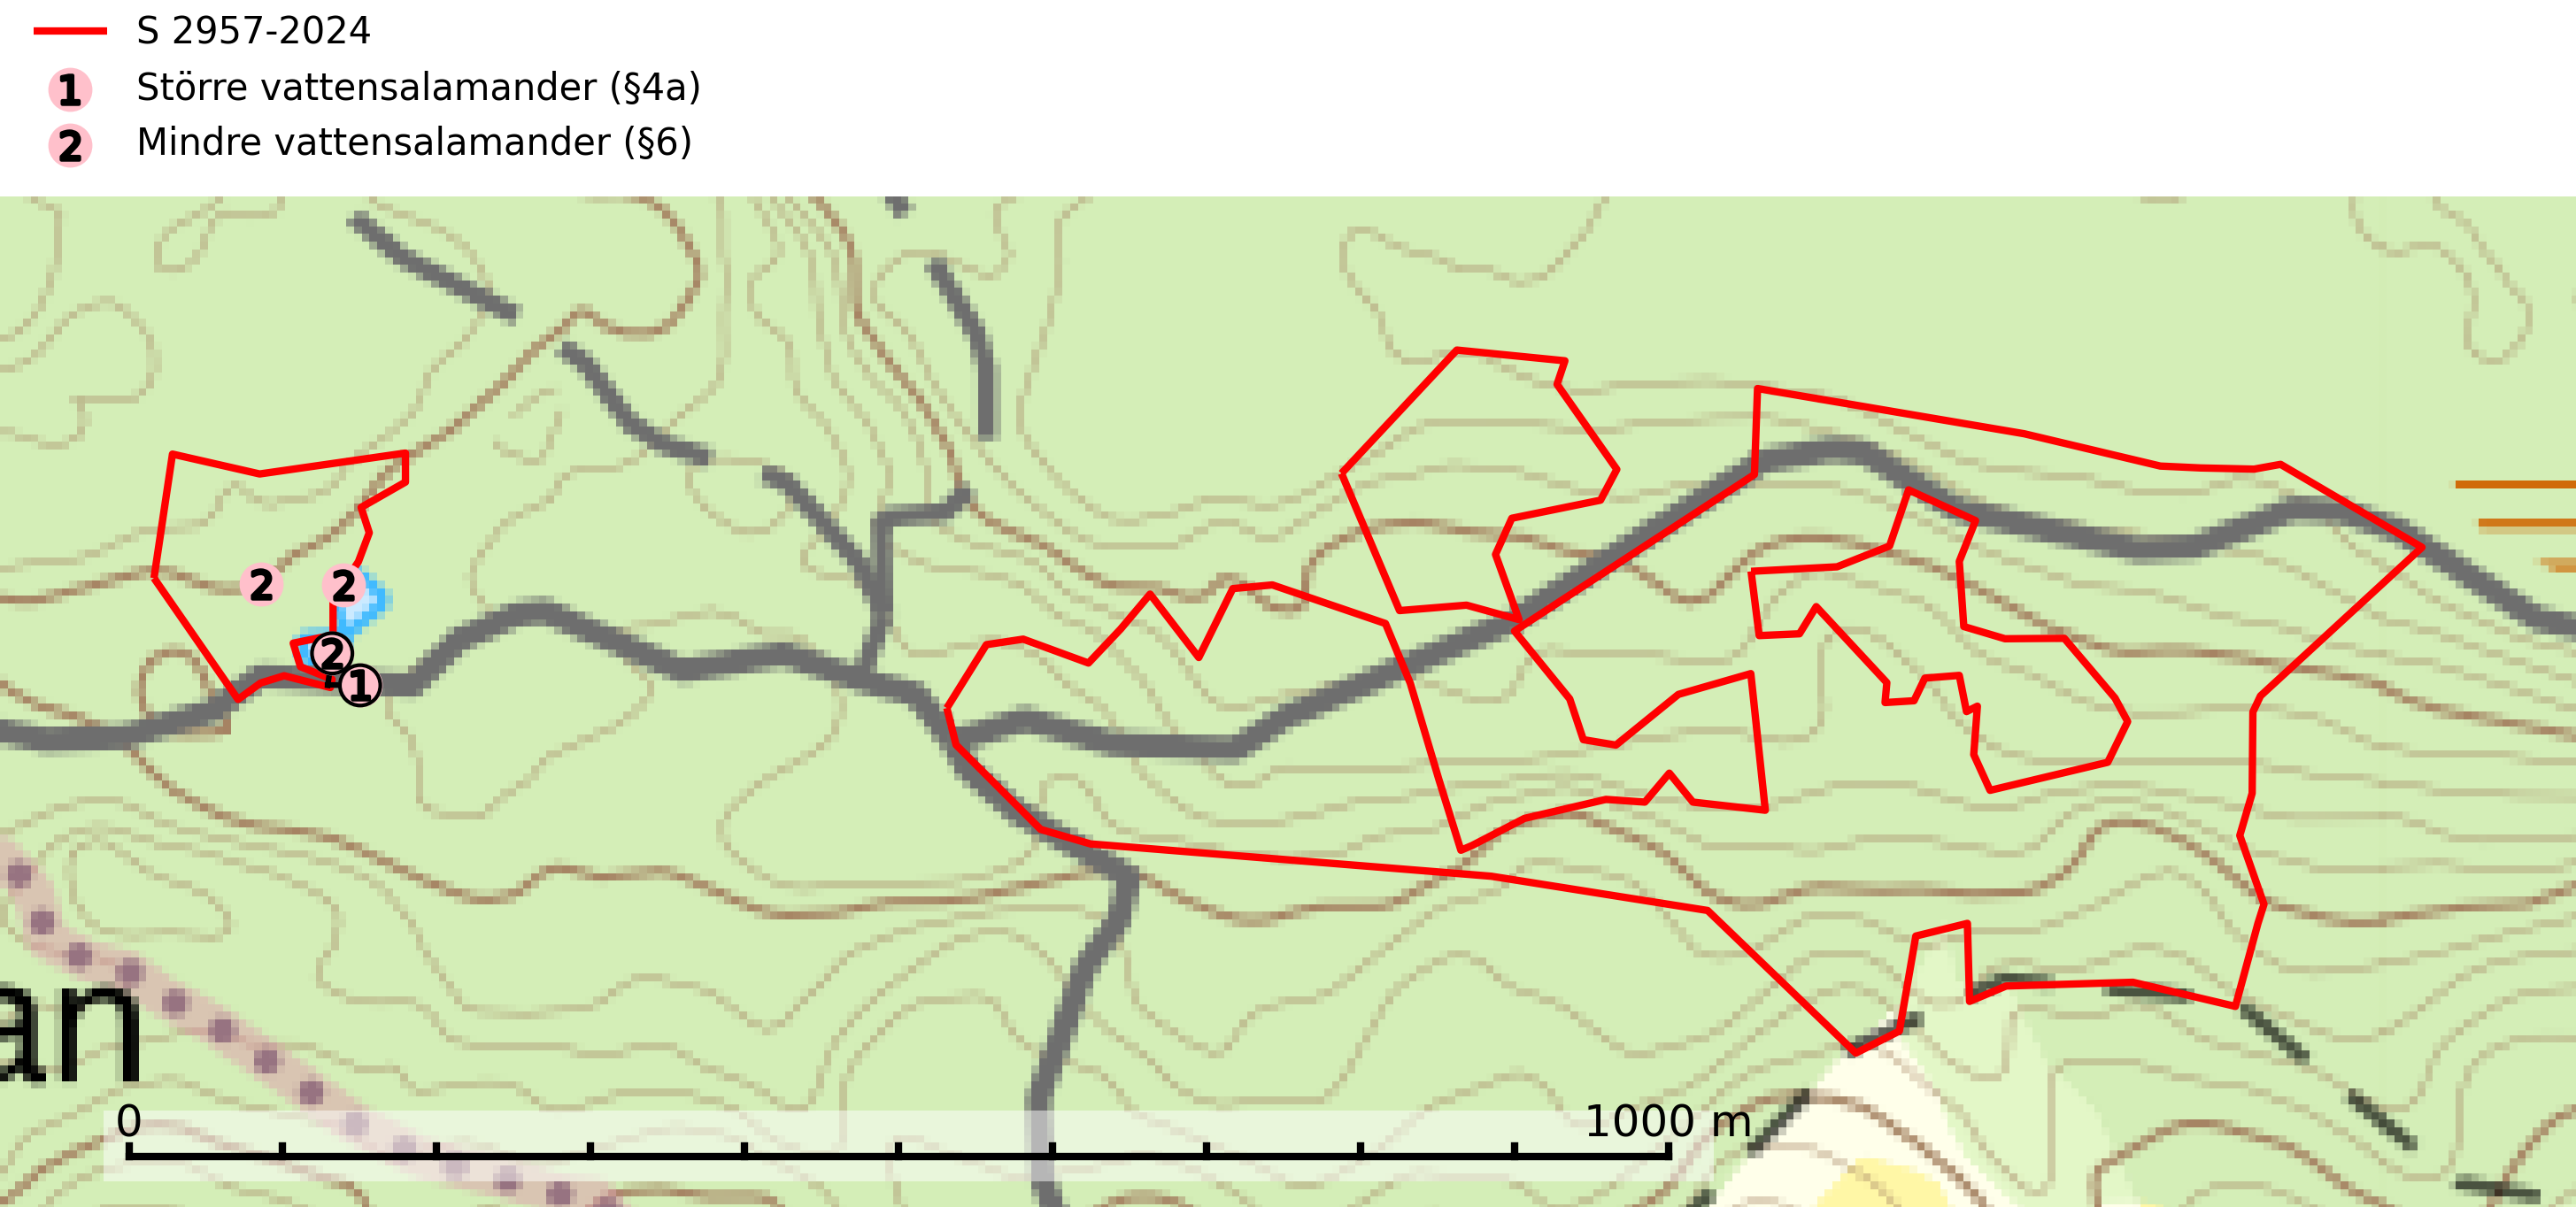 S 2957-2024
1 Större vattensalamander (§4a)
2 Mindre vattensalamander (§6)
2 2
2
1
an
0 1000 m